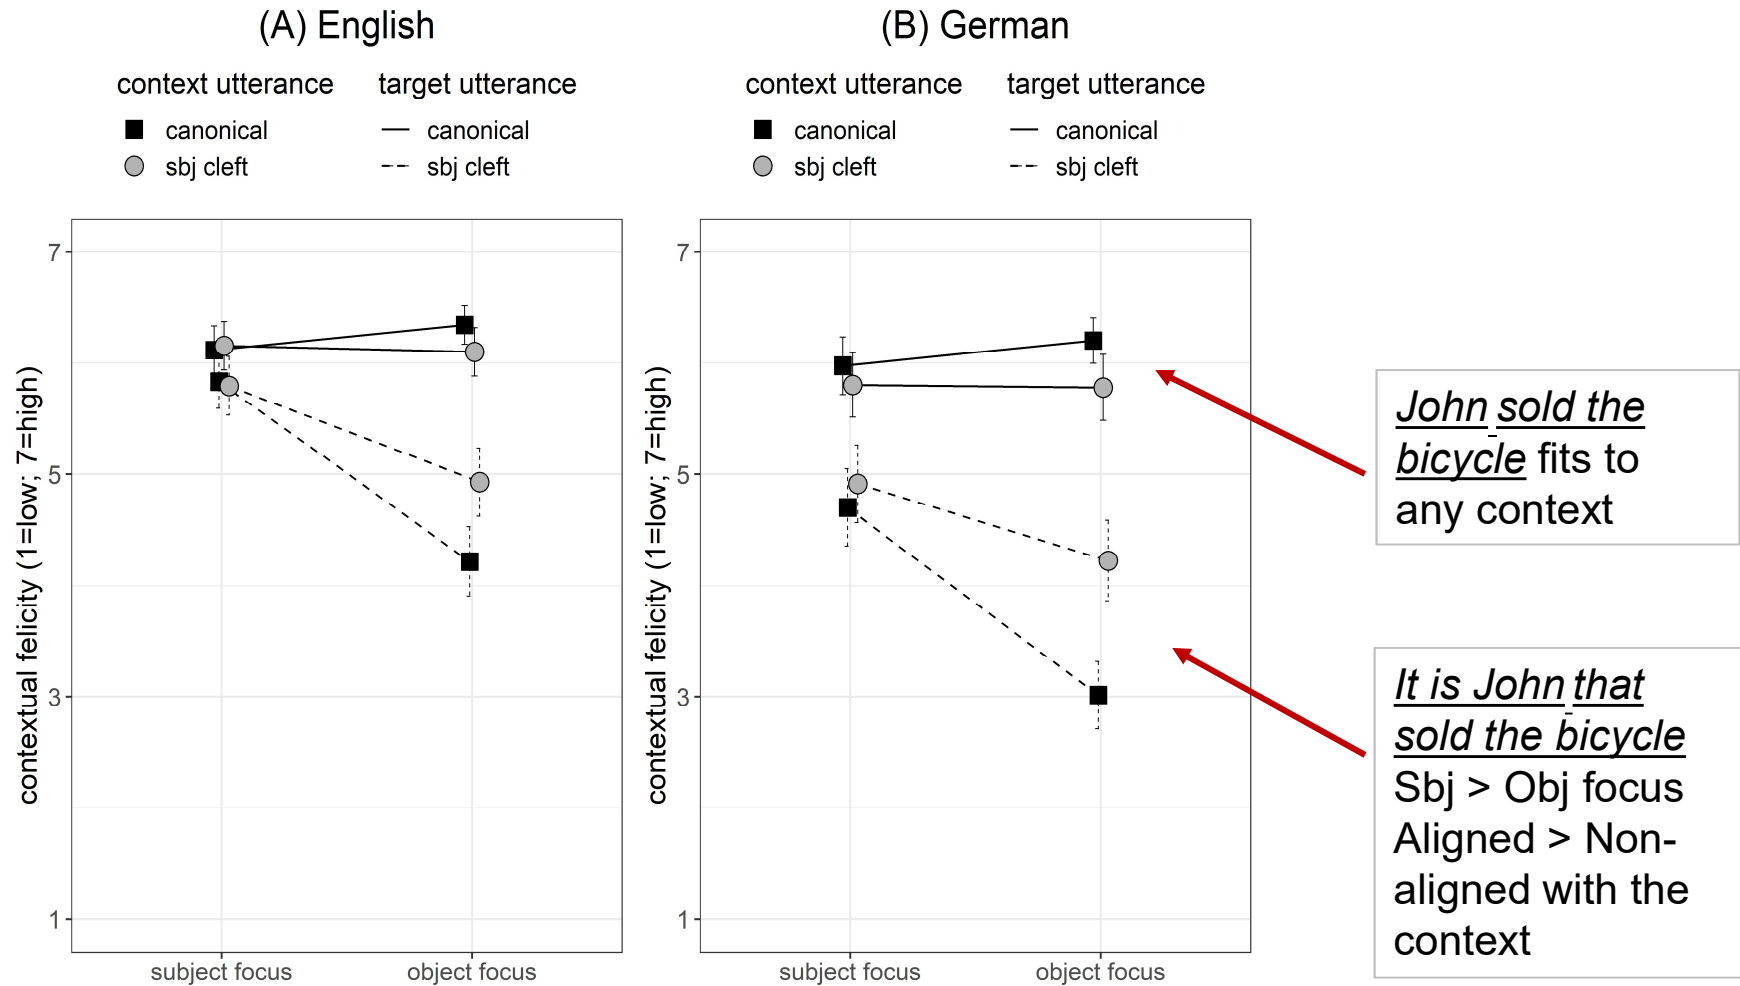 (A) English
context utterance
target utterance
canonical
canonical
sbj cleft
sbj cleft
contextual felicity (1=low; 7=high)
7
5
3
1
subject focus
object focus
(B) German
context utterance
target utterance
canonical
canonical
sbj cleft
sbj cleft
contextual felicity (1=low; 7=high)
7
5
3
1
subject focus
object focus
John sold the
bicycle fits to
any context
It is John that
sold the bicycle
Sbj > Obj focus
Aligned > Non-
aligned with the
context